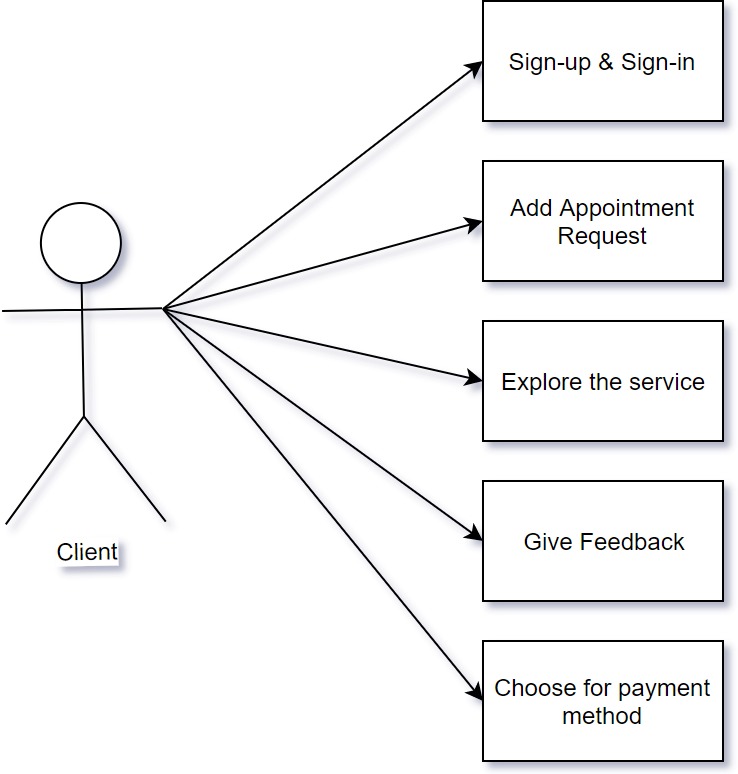 Sign-up & Sign-in
Add Appointment
Request
Explore the service
Give Feedback
Client
Choose for payment
method